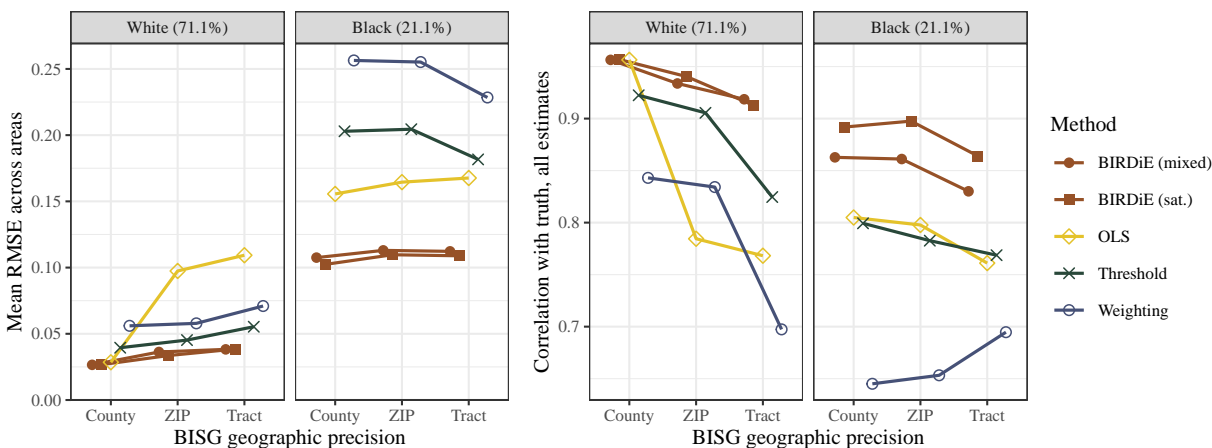 White (71.1%)
Black (21.1%)
Mean RMSE across areas
0.25
0.20
0.15
0.10
0.05
0.00
County
ZIP
Tract
County
ZIP
Tract
BISG geographic precision
White (71.1%)
Black (21.1%)
Correlation with truth, all estimates
0.9
0.8
0.7
County
ZIP
Tract
County
ZIP
Tract
BISG geographic precision
Method
BIRDiE (mixed)
BIRDiE (sat.)
OLS
Threshold
Weighting